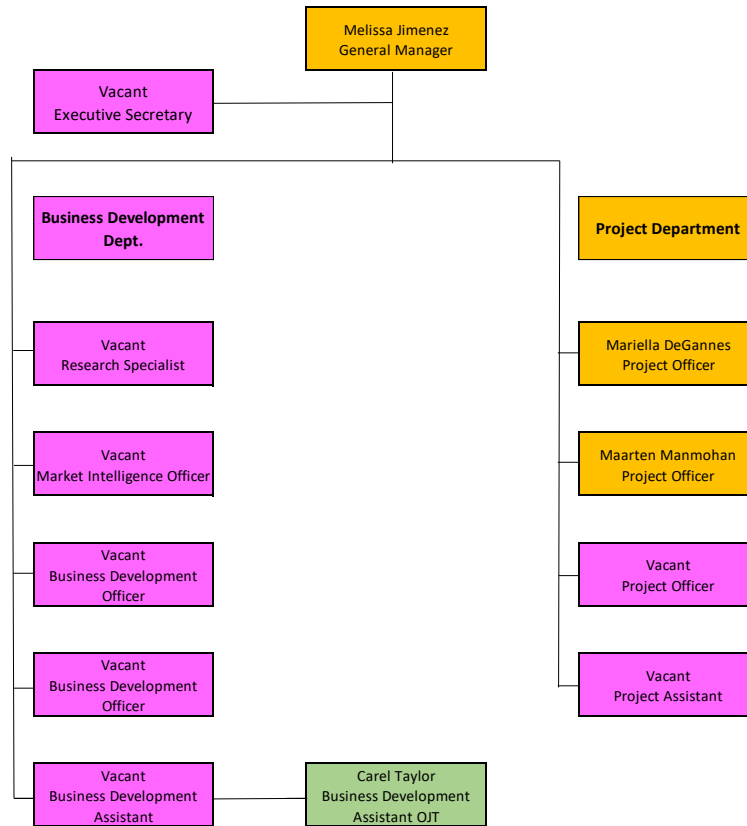 Melissa Jimenez
General Manager
Vacant
Executive Secretary
Business Development
Dept.
Project Department
Vacant
Research Specialist
Mariella DeGannes
Project Officer
Vacant
Market Intelligence Officer
Maarten Manmohan
Project Officer
Vacant
Business Development
Officer
Vacant
Project Officer
Vacant
Business Development
Officer
Vacant
Project Assistant
Vacant
Business Development
Assistant
Carel Taylor
Business Development
Assistant OJT